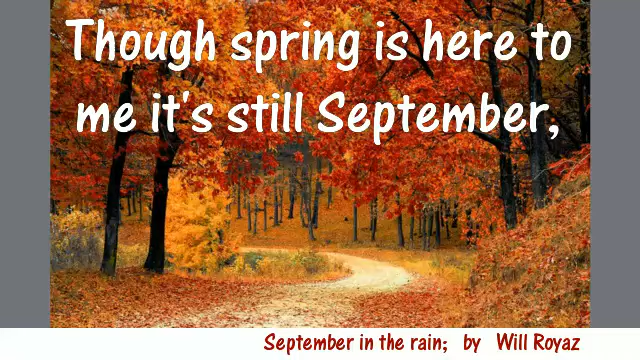 Though spring is here to
me it's still September,
September in the rain; by Will Royaz